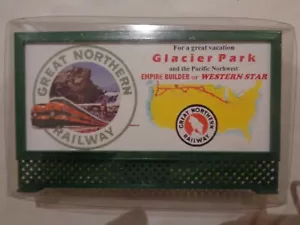 GREAT NORTHERN
RAILWAY
For a great vacation
Glacier Park
and the Pacific Northwest
EMPIRE BUILDER or WESTERN STAR
GREAT NORTHERN
RAILWAY